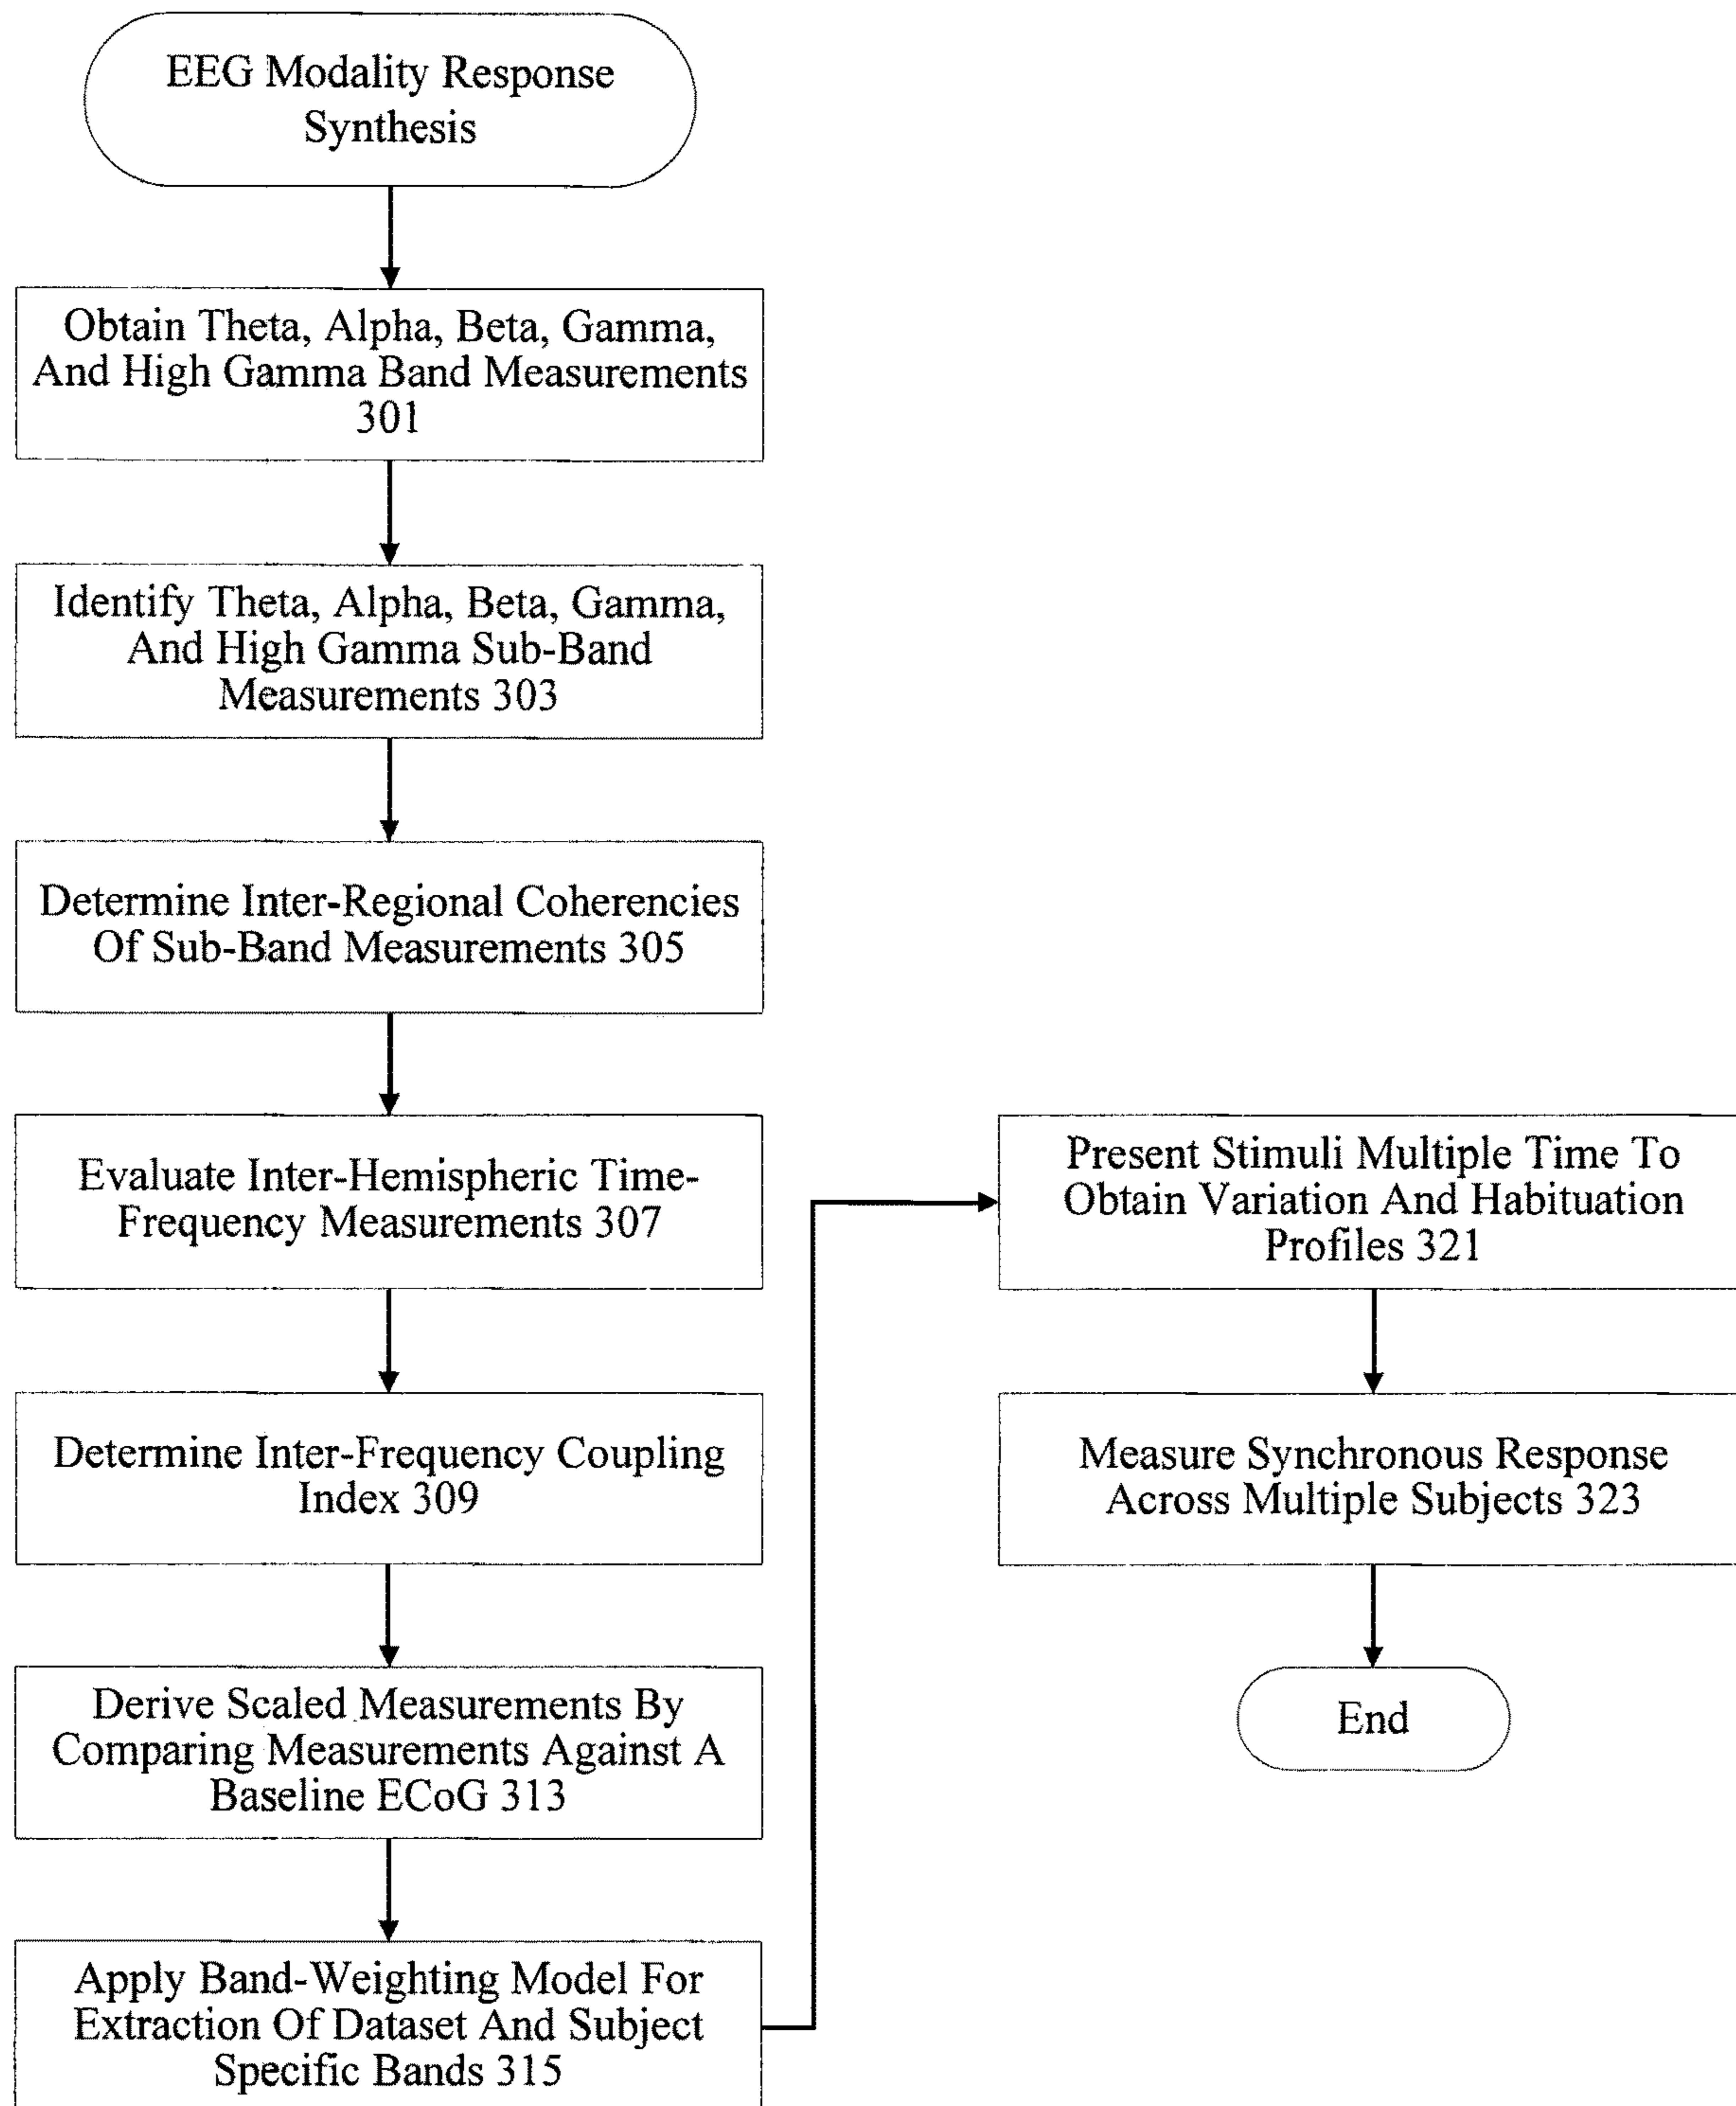 EEG Modality Response
Synthesis
Obtain Theta, Alpha, Beta, Gamma,
And High Gamma Band Measurements
301
Identify Theta, Alpha, Beta, Gamma,
And High Gamma Sub-Band
Measurements 303
Determine Inter-Regional Coherencies
Of Sub-Band Measurements 305
Evaluate Inter-Hemispheric Time-
Frequency Measurements 307
Determine Inter-Frequency Coupling
Index 309
Derive Scaled Measurements By
Comparing Measurements Against A
Baseline ECoG 313
Apply Band-Weighting Model For
Extraction Of Dataset And Subject
Specific Bands 315
Present Stimuli Multiple Time To
Obtain Variation And Habituation
Profiles 321
Measure Synchronous Response
Across Multiple Subjects 323
End